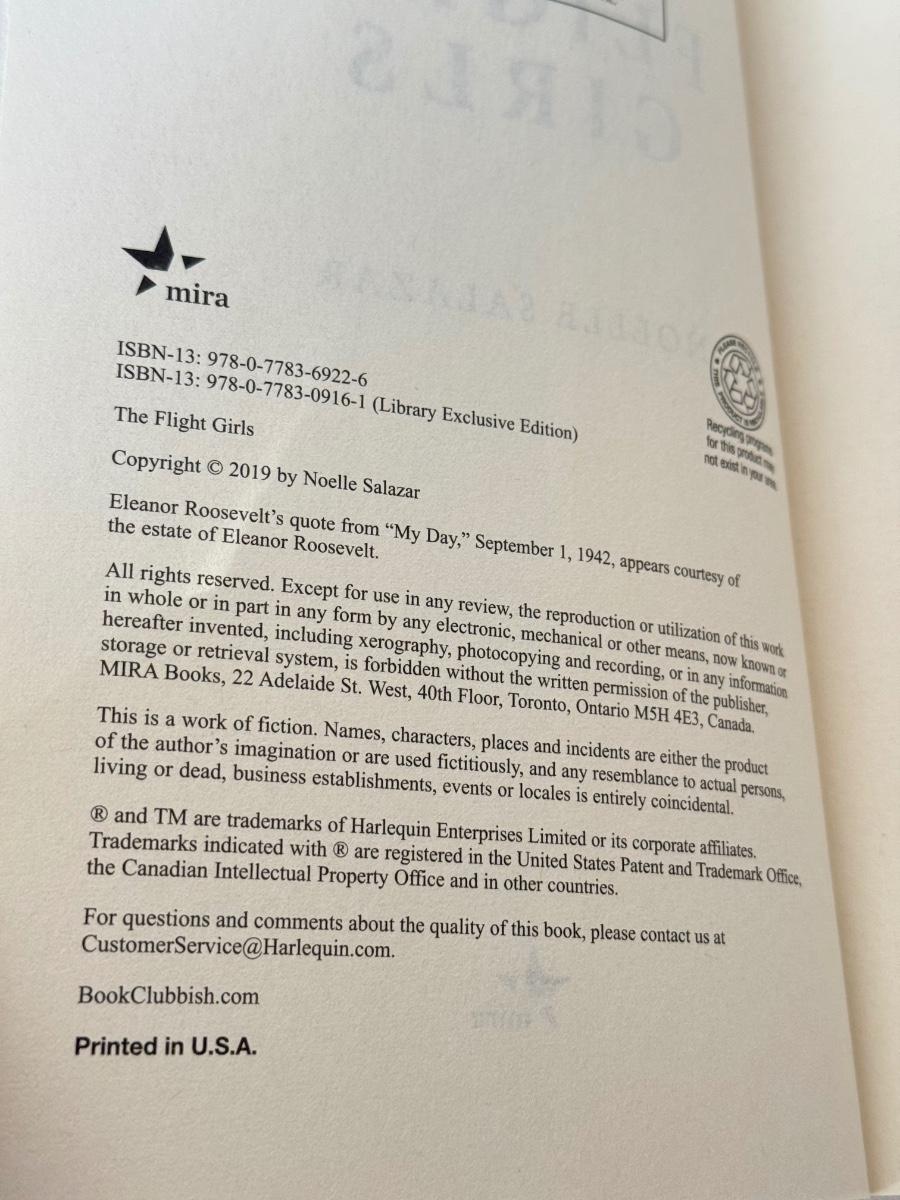 mira
ISBN-13: 978-0-7783-6922-6
ISBN-13: 978-0-7783-0916-1 (Library Exclusive Edition)
The Flight Girls
Copyright © 2019 by Noelle Salazar
Eleanor Roosevelt's quote from “My Day,” September 1, 1942, appears courtesy of
the estate of Eleanor Roosevelt.
All rights reserved. Except for use in any review, the reproduction or utilization of this work
in whole or in part in any form by any electronic, mechanical or other means, now known or
hereafter invented, including xerography, photocopying and recording, or in any information
storage or retrieval system, is forbidden without the written permission of the publisher,
MIRA Books, 22 Adelaide St. West, 40th Floor, Toronto, Ontario M5H 4E3, Canada.
This is a work of fiction. Names, characters, places and incidents are either the product
of the author's imagination or are used fictitiously, and any resemblance to actual persons,
living or dead, business establishments, events or locales is entirely coincidental.
® and TM are trademarks of Harlequin Enterprises Limited or its corporate affiliates.
Trademarks indicated with ® are registered in the United States Patent and Trademark Office,
the Canadian Intellectual Property Office and in other countries.
For questions and comments about the quality of this book, please contact us at
CustomerService@Harlequin.com.
BookClubbish.com
Printed in U.S.A.
Recycling programs
for this product may
not exist in your area.
GIRLS
NOELLE SALAZAR
mira